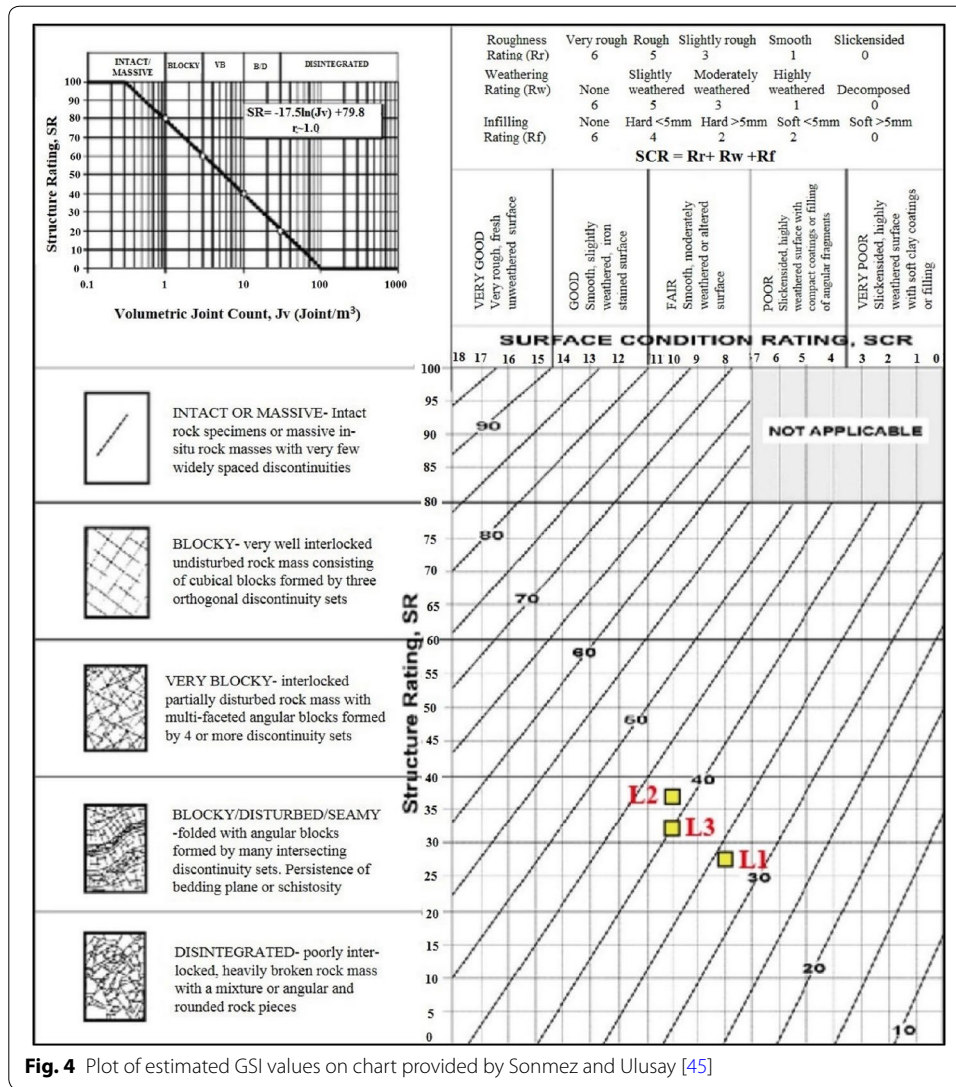 INTACT/ MASSIVE BLOCKY VB B/D DISINTEGRATED
100
90
80
70
60
50
40
30
20
10
0
Structure Rating, SR
SR= -17.5ln(Jv) +79.8
r~1.0
0.1 1 10 100 1000
Volumetric Joint Count, Jv (Joint/m³)
Roughness Very rough Rough Slightly rough Smooth Slickensided
Rating (Rr) 6 5 3 1 0
Weathering Slightly Moderately Highly
Rating (Rw) None weathered weathered weathered Decomposed
6 5 3 1 0
Infilling None Hard <5mm Hard >5mm Soft <5mm Soft >5mm
Rating (Rf) 6 4 2 2 0
SCR = Rr+ Rw +Rf
VERY GOOD
Very rough, fresh
unweathered surface
GOOD
Smooth, slightly
weathered, iron
stained surface
FAIR
Smooth, moderately
weathered or altered
surface
POOR
Slickensided, highly
weathered surface with
compact coatings or filling
of angular fragments
VERY POOR
Slickensided, highly
weathered surface
with soft clay coatings
or filling
SURFACE CONDITION RATING, SCR
18 17 16 15 14 13 12 11 10 9 8 7 6 5 4 3 2 1 0
INTACT OR MASSIVE- Intact
rock specimens or massive in-
situ rock masses with very few
widely spaced discontinuities
BLOCKY- very well interlocked
undisturbed rock mass consisting
of cubical blocks formed by three
orthogonal discontinuity sets
VERY BLOCKY- interlocked
partially disturbed rock mass with
multi-faceted angular blocks formed
by 4 or more discontinuity sets
BLOCKY/DISTURBED/SEAMY
-folded with angular blocks
formed by many intersecting
discontinuity sets. Persistence of
bedding plane or schistosity
DISINTEGRATED- poorly inter-
locked, heavily broken rock mass
with a mixture or angular and
rounded rock pieces
Structure Rating, SR
100
95
90
85
80
75
70
65
60
55
50
45
40
35
30
25
20
15
10
5
0
NOT APPLICABLE
90
80
70
60
50
40
30
20
10
L2
L3
L1
Fig. 4 Plot of estimated GSI values on chart provided by Sonmez and Ulusay [45]